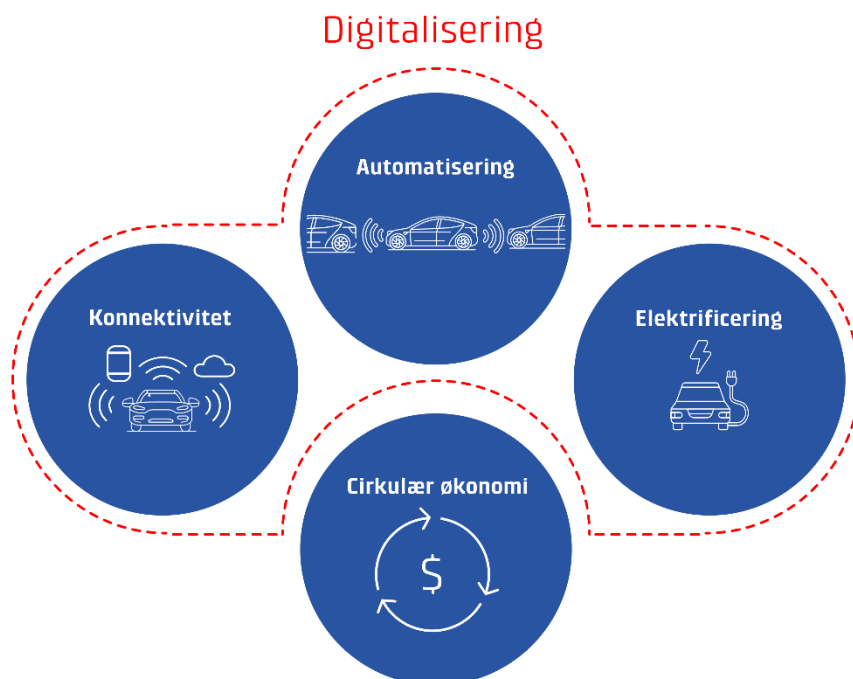 Digitalisering
Automatisering
Konnektivitet
Elektrificering
Cirkulær økonomi
$